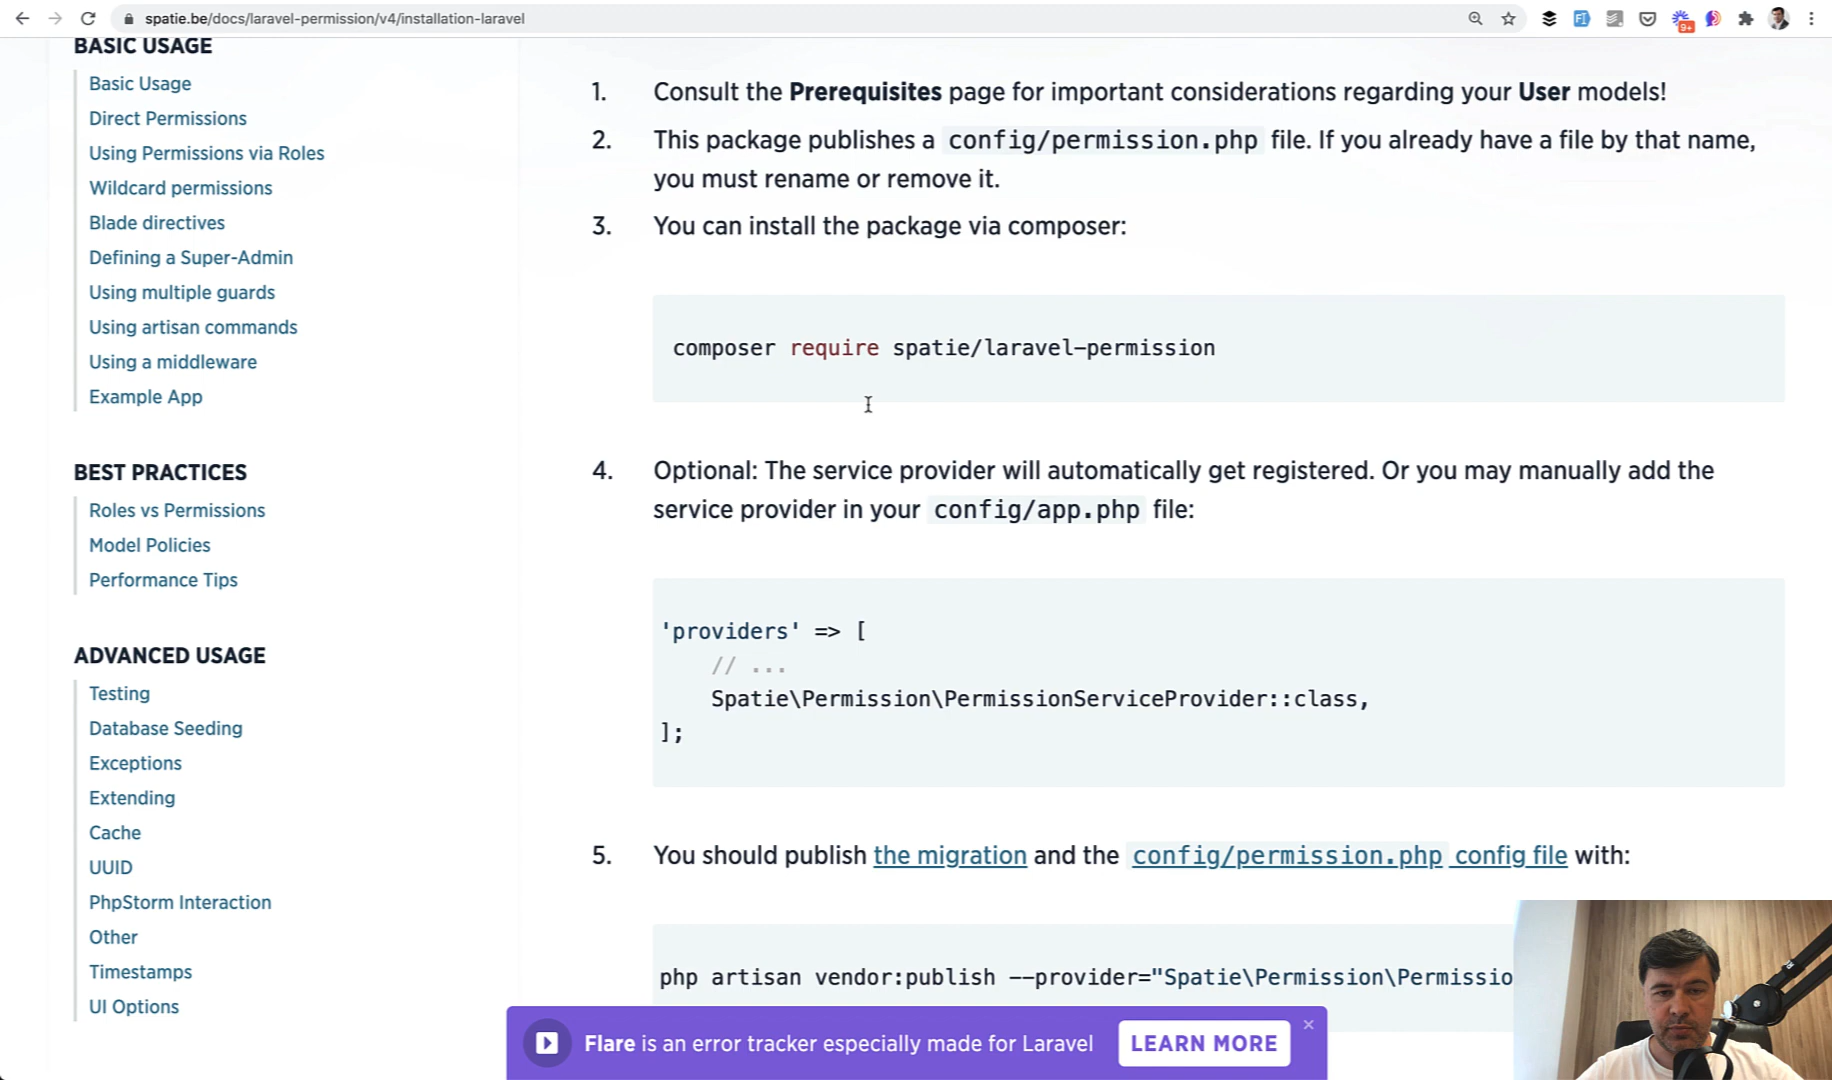 spatie.be/docs/laravel-permission/v4/installation-laravel
9+
BASIC USAGE
Basic Usage
Direct Permissions
Using Permissions via Roles
Wildcard permissions
Blade directives
Defining a Super-Admin
Using multiple guards
Using artisan commands
Using a middleware
Example App
BEST PRACTICES
Roles vs Permissions
Model Policies
Performance Tips
ADVANCED USAGE
Testing
Database Seeding
Exceptions
Extending
Cache
UUID
PhpStorm Interaction
Other
Timestamps
UI Options
1. Consult the Prerequisites page for important considerations regarding your User models!
2. This package publishes a config/permission.php file. If you already have a file by that name,
you must rename or remove it.
3. You can install the package via composer:
composer require spatie/laravel-permission
4. Optional: The service provider will automatically get registered. Or you may manually add the
service provider in your config/app.php file:
'providers' => [
// ...
Spatie\Permission\PermissionServiceProvider::class,
];
5. You should publish the migration and the config/permission.php config file with:
php artisan vendor:publish --provider="Spatie\Permission\Permissio
Flare is an error tracker especially made for Laravel
LEARN MORE